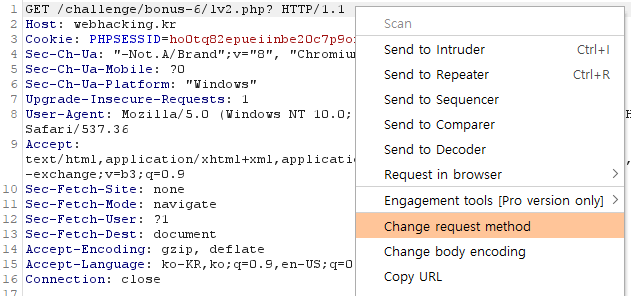 1 GET /challenge/bonus-6/lv2.php? HTTP/1.1
2 Host: webhacking.kr
3 Cookie: PHPSESSID=ho0tq82epueiinbe20c7p9o
4 Sec-Ch-Ua: "-Not.A/Brand";v="8", "Chromiu
5 Sec-Ch-Ua-Mobile: ?0
6 Sec-Ch-Ua-Platform: "Windows"
7 Upgrade-Insecure-Requests: 1
8 User-Agent: Mozilla/5.0 (Windows NT 10.0;
Safari/537.36
9 Accept:
text/html,application/xhtml+xml,applicatio
-exchange;v=b3;q=0.9
10 Sec-Fetch-Site: none
11 Sec-Fetch-Mode: navigate
12 Sec-Fetch-User: ?1
13 Sec-Fetch-Dest: document
14 Accept-Encoding: gzip, deflate
15 Accept-Language: ko-KR,ko;q=0.9,en-US;q=0
16 Connection: close
Scan
Send to Intruder Ctrl+I
Send to Repeater Ctrl+R
Send to Sequencer
Send to Comparer
Send to Decoder
Request in browser >
Engagement tools [Pro version only] >
Change request method
Change body encoding
Copy URL